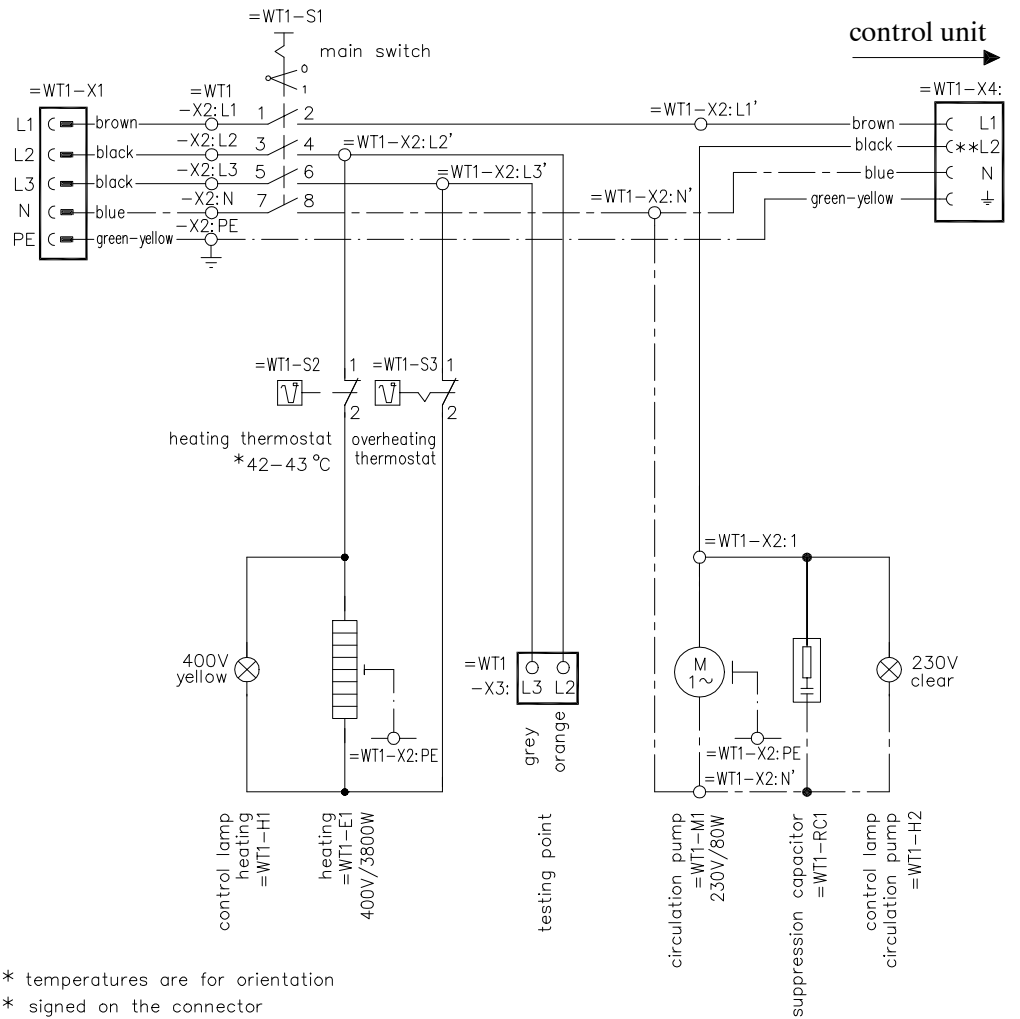 =WT1-S1
main switch
control unit
=WT1-X1
=WT1
=WT1-X4:
0
1
L1
brown
-X2:L1
1
2
=WT1-X2:L1'
brown
L1
L2
black
-X2:L2
3
4
=WT1-X2:L2'
black
**L2
L3
black
-X2:L3
5
6
=WT1-X2:L3'
blue
N
N
blue
-X2:N
7
8
=WT1-X2:N'
green-yellow
PE
green-yellow
-X2:PE
=WT1-S2
1
2
=WT1-S3
1
2
heating thermostat
*42-43 °C
overheating
thermostat
=WT1-X2:1
400V
yellow
=WT1
-X3:
L3
L2
M
1~
230V
clear
grey
orange
=WT1-X2:PE
=WT1-X2:PE
=WT1-X2:N'
control lamp
heating
=WT1-H1
heating
=WT1-E1
400V/3800W
testing point
circulation pump
=WT1-M1
230V/80W
suppression capacitor
=WT1-RC1
control lamp
circulation pump
=WT1-H2
* temperatures are for orientation
* signed on the connector